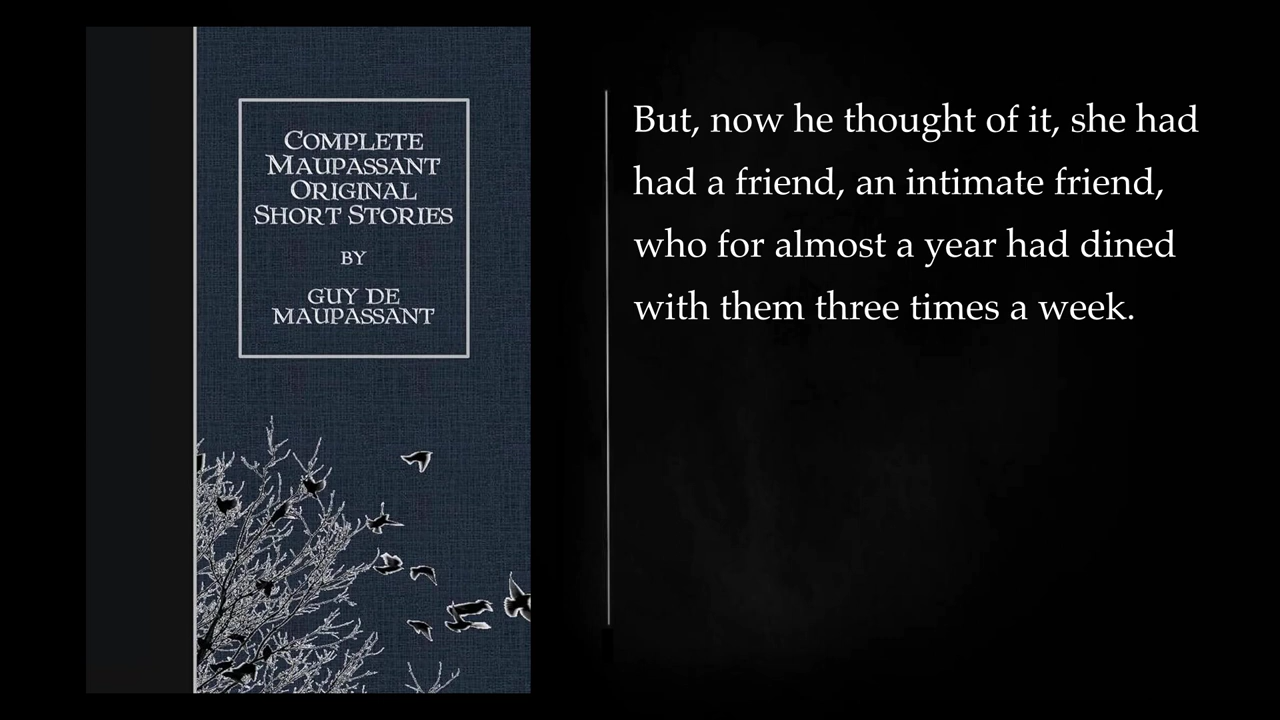 COMPLETE
MAUPASSANT
ORIGINAL
SHORT STORIES
BY
GUY DE
MAUPASSANT
But, now he thought of it, she had
had a friend, an intimate friend,
who for almost a year had dined
with them three times a week.